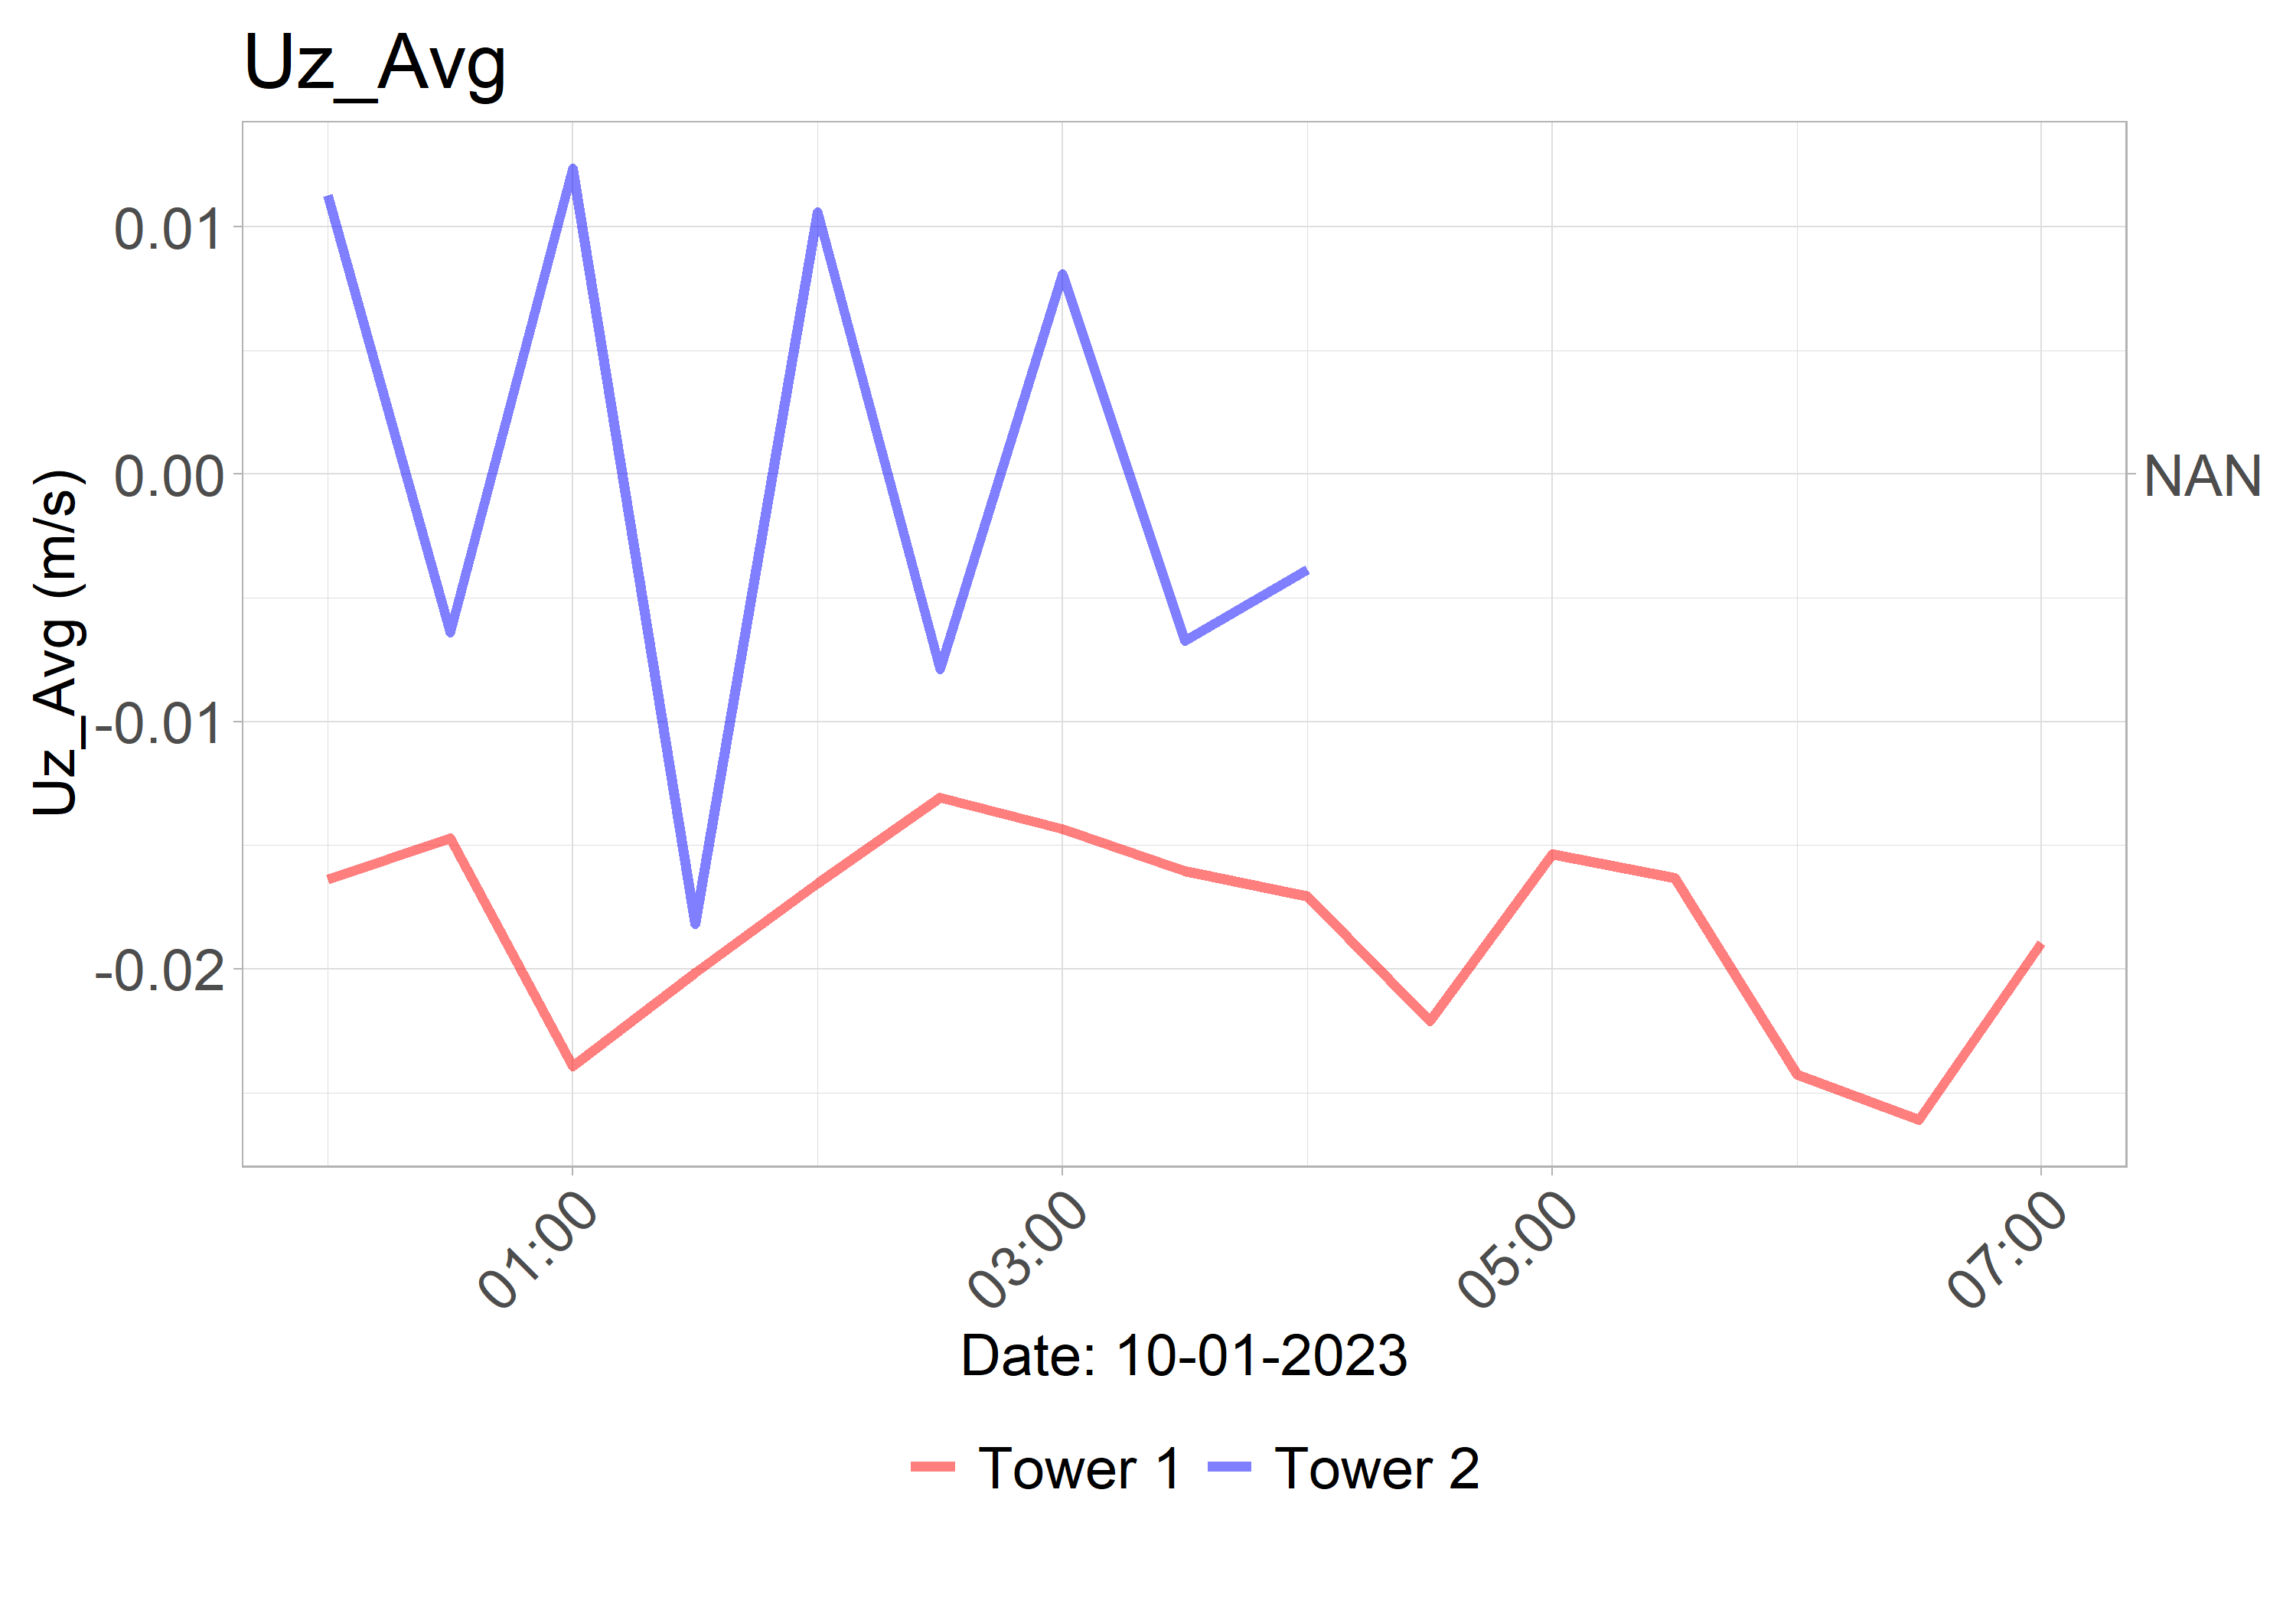 Uz_Avg
Uz_Avg (m/s)
0.01
0.00
-0.01
-0.02
NAN
01:00
03:00
05:00
07:00
Date: 10-01-2023
Tower 1
Tower 2